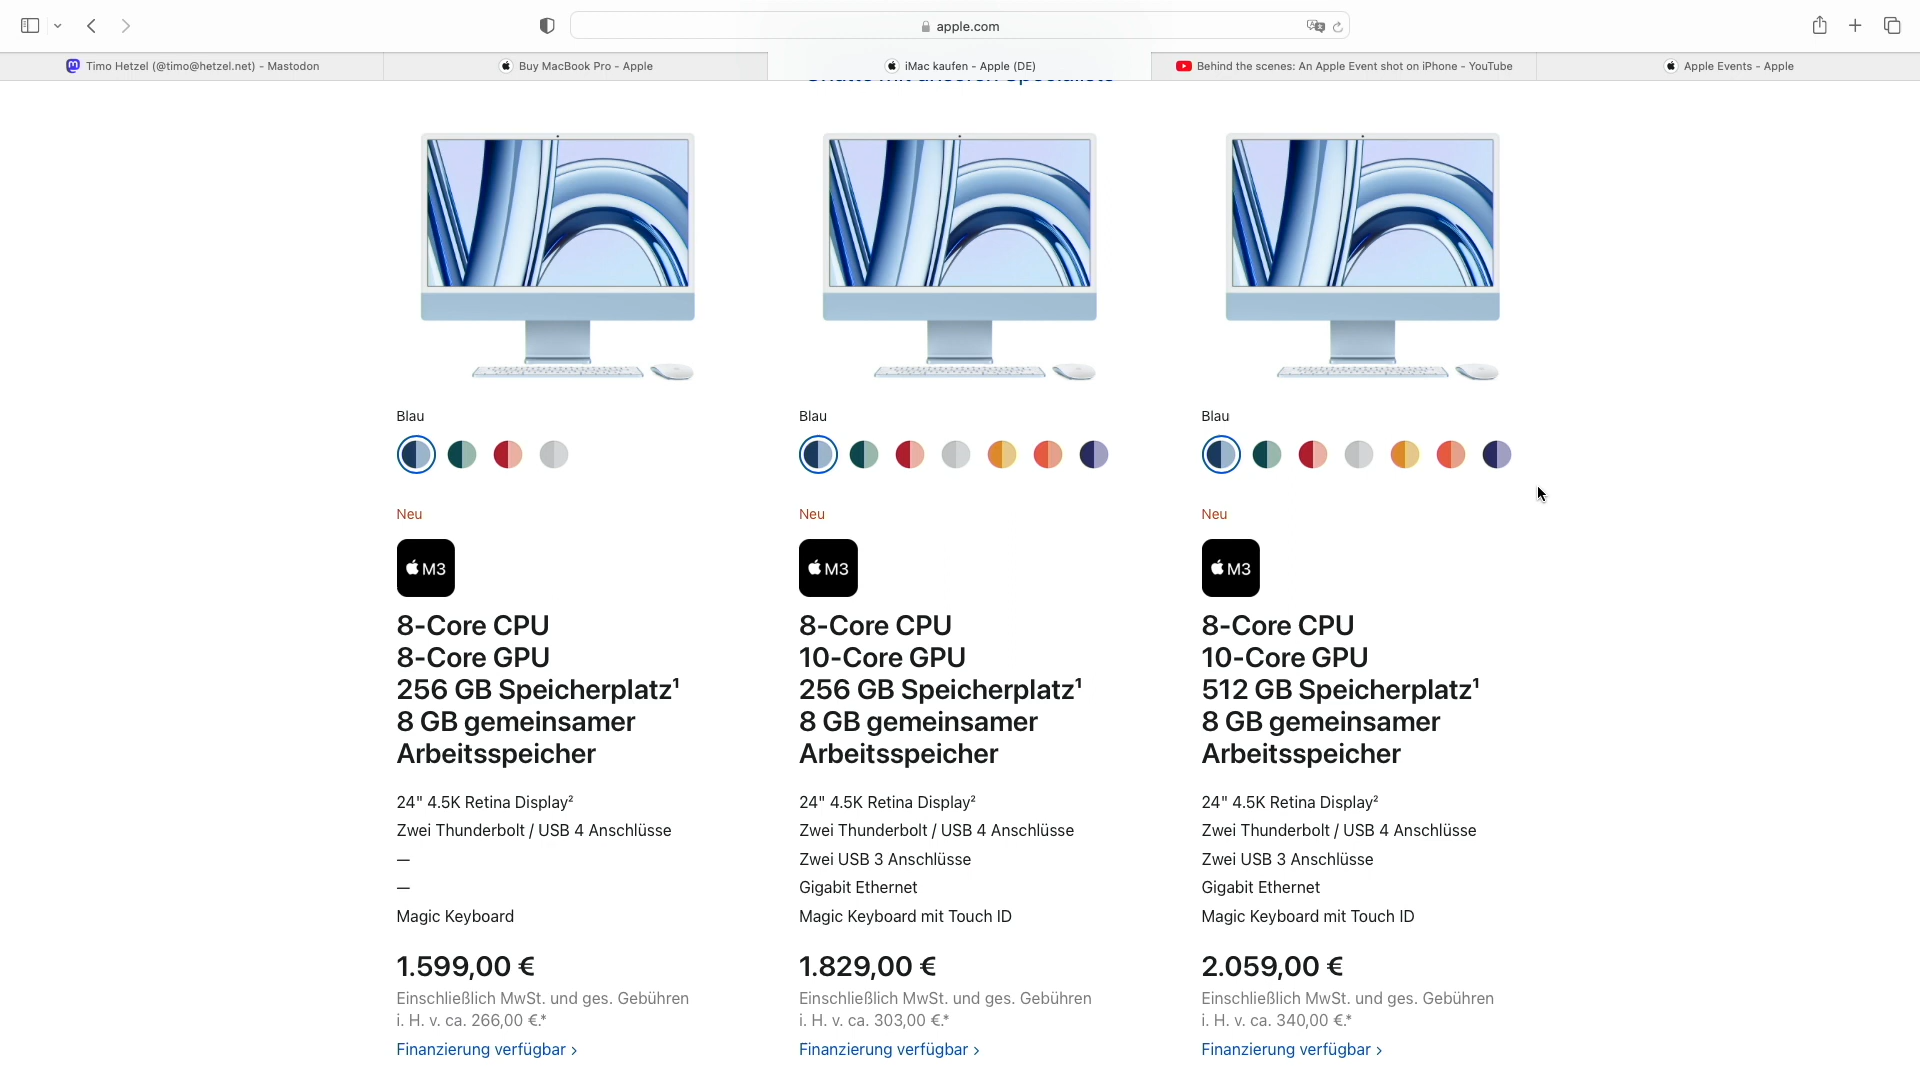 apple.com
Timo Hetzel (@timo@hetzel.net) - Mastodon
Buy MacBook Pro - Apple
iMac kaufen - Apple (DE)
Behind the scenes: An Apple Event shot on iPhone - YouTube
Apple Events - Apple
Blau
Blau
Blau
Neu
Neu
Neu
M3
M3
M3
8-Core CPU
8-Core GPU
256 GB Speicherplatz¹
8 GB gemeinsamer
Arbeitsspeicher
24" 4.5K Retina Display²
Zwei Thunderbolt / USB 4 Anschlüsse
—
—
Magic Keyboard
1.599,00 €
Einschließlich MwSt. und ges. Gebühren
i. H. v. ca. 266,00 €.*
Finanzierung verfügbar >
8-Core CPU
10-Core GPU
256 GB Speicherplatz¹
8 GB gemeinsamer
Arbeitsspeicher
24" 4.5K Retina Display²
Zwei Thunderbolt / USB 4 Anschlüsse
Zwei USB 3 Anschlüsse
Gigabit Ethernet
Magic Keyboard mit Touch ID
1.829,00 €
Einschließlich MwSt. und ges. Gebühren
i. H. v. ca. 303,00 €.*
Finanzierung verfügbar >
8-Core CPU
10-Core GPU
512 GB Speicherplatz¹
8 GB gemeinsamer
Arbeitsspeicher
24" 4.5K Retina Display²
Zwei Thunderbolt / USB 4 Anschlüsse
Zwei USB 3 Anschlüsse
Gigabit Ethernet
Magic Keyboard mit Touch ID
2.059,00 €
Einschließlich MwSt. und ges. Gebühren
i. H. v. ca. 340,00 €.*
Finanzierung verfügbar >